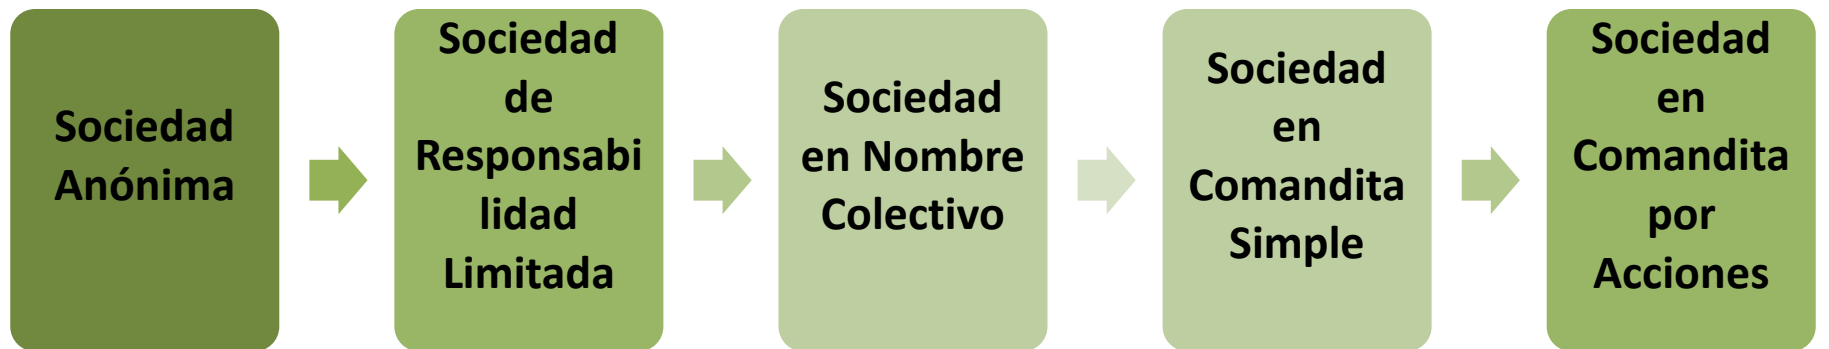 Sociedad
Anónima
Sociedad
de
Responsabi
lidad
Limitada
Sociedad
en Nombre
Colectivo
Sociedad
en
Comandita
Simple
Sociedad
en
Comandita
por
Acciones